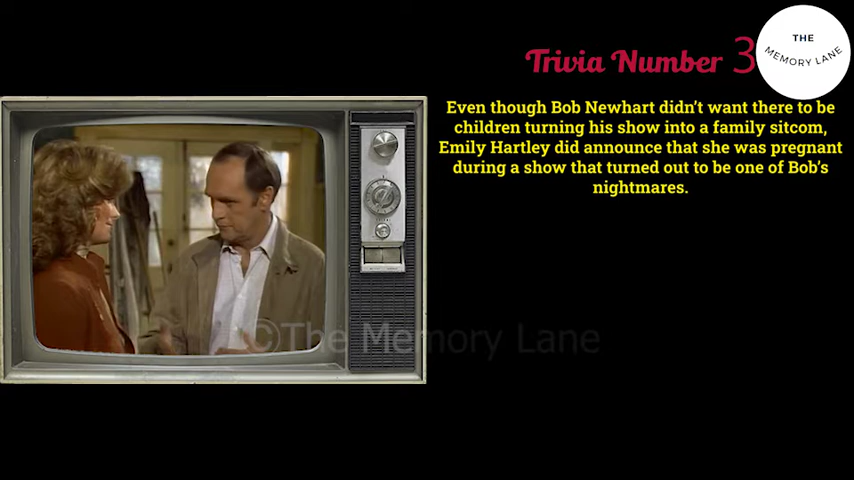 Trivia Number 3
THE
MEMORY LANE
Even though Bob Newhart didn't want there to be
children turning his show into a family sitcom,
Emily Hartley did announce that she was pregnant
during a show that turned out to be one of Bob's
nightmares.
©The Memory Lane